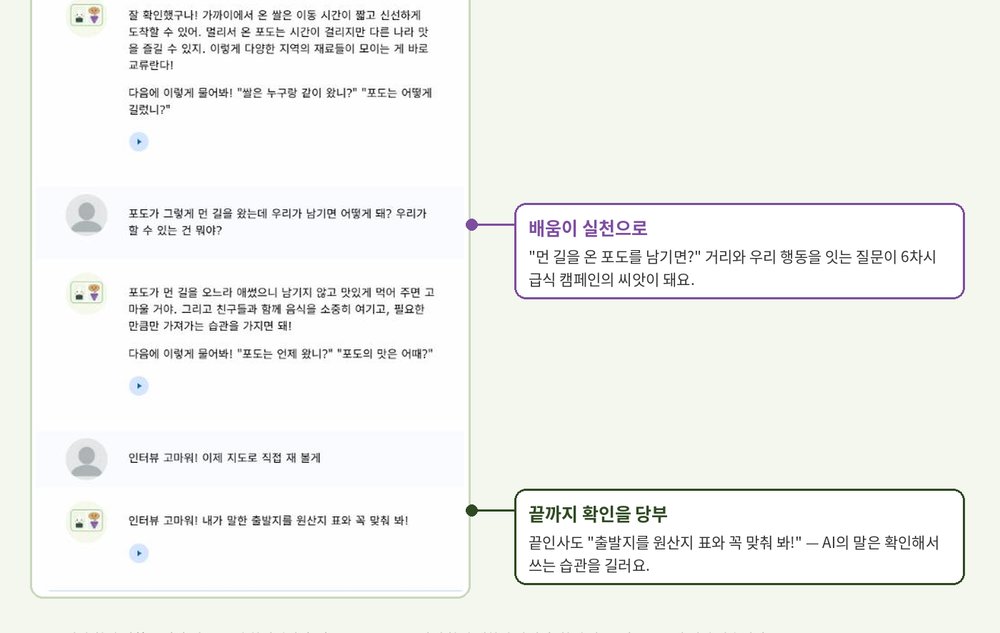 잘 확인했구나! 가까이에서 온 쌀은 이동 시간이 짧고 신선하게
도착할 수 있어. 멀리서 온 포도는 시간이 걸리지만 다른 나라 맛
을 즐길 수 있지. 이렇게 다양한 지역의 재료들이 모이는 게 바로
교류란다!
다음에 이렇게 물어봐! "쌀은 누구랑 같이 왔니?" "포도는 어떻게
길렀니?"
포도가 그렇게 먼 길을 왔는데 우리가 남기면 어떻게 돼? 우리가
할 수 있는 건 뭐야?
배움이 실천으로
"먼 길을 온 포도를 남기면?" 거리와 우리 행동을 잇는 질문이 6차시
급식 캠페인의 씨앗이 돼요.
포도가 먼 길을 오느라 애썼으니 남기지 않고 맛있게 먹어 주면 고
마울 거야. 그리고 친구들과 함께 음식을 소중히 여기고, 필요한
만큼만 가져가는 습관을 가지면 돼!
다음에 이렇게 물어봐! "포도는 언제 왔니?" "포도의 맛은 어때?"
인터뷰 고마워! 이제 지도로 직접 재 볼게
인터뷰 고마워! 내가 말한 출발지를 원산지 표와 꼭 맞춰 봐!
끝까지 확인을 당부
끝인사도 "출발지를 원산지 표와 꼭 맞춰 봐!" — AI의 말은 확인해서
쓰는 습관을 길러요.